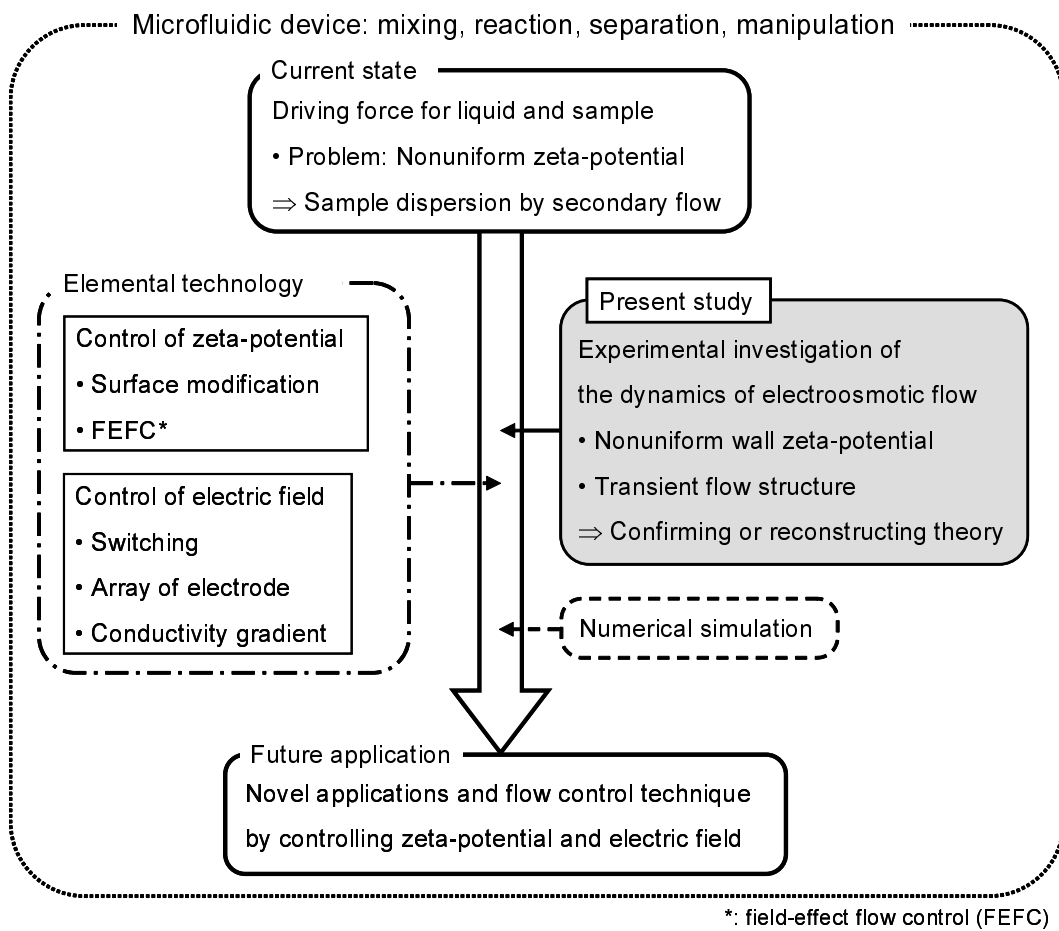 Microfluidic device: mixing, reaction, separation, manipulation
Current state
Driving force for liquid and sample
• Problem: Nonuniform zeta-potential
⇒ Sample dispersion by secondary flow
Elemental technology
Control of zeta-potential
• Surface modification
• FEFC*
Control of electric field
• Switching
• Array of electrode
• Conductivity gradient
Present study
Experimental investigation of
the dynamics of electroosmotic flow
• Nonuniform wall zeta-potential
• Transient flow structure
⇒ Confirming or reconstructing theory
Numerical simulation
Future application
Novel applications and flow control technique
by controlling zeta-potential and electric field
*: field-effect flow control (FEFC)